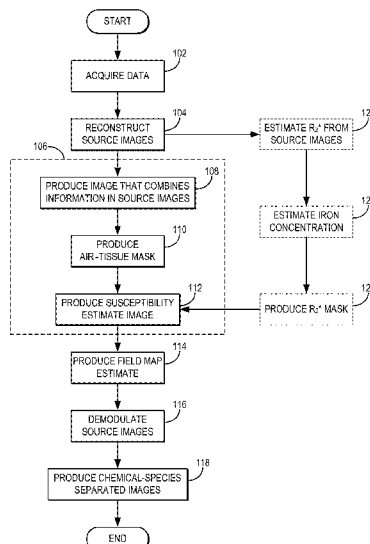 START
102
ACQUIRE DATA
104
RECONSTRUCT
SOURCE IMAGES
12
ESTIMATE R₂* FROM
SOURCE IMAGES
106
108
PRODUCE IMAGE THAT COMBINES
INFORMATION IN SOURCE IMAGES
12
ESTIMATE IRON
CONCENTRATION
110
PRODUCE
AIR-TISSUE MASK
112
PRODUCE SUSCEPTIBILITY
ESTIMATE IMAGE
12
PRODUCE R₂* MASK
114
PRODUCE FIELD MAP
ESTIMATE
116
DEMODULATE
SOURCE IMAGES
118
PRODUCE CHEMICAL-SPECIES
SEPARATED IMAGES
END